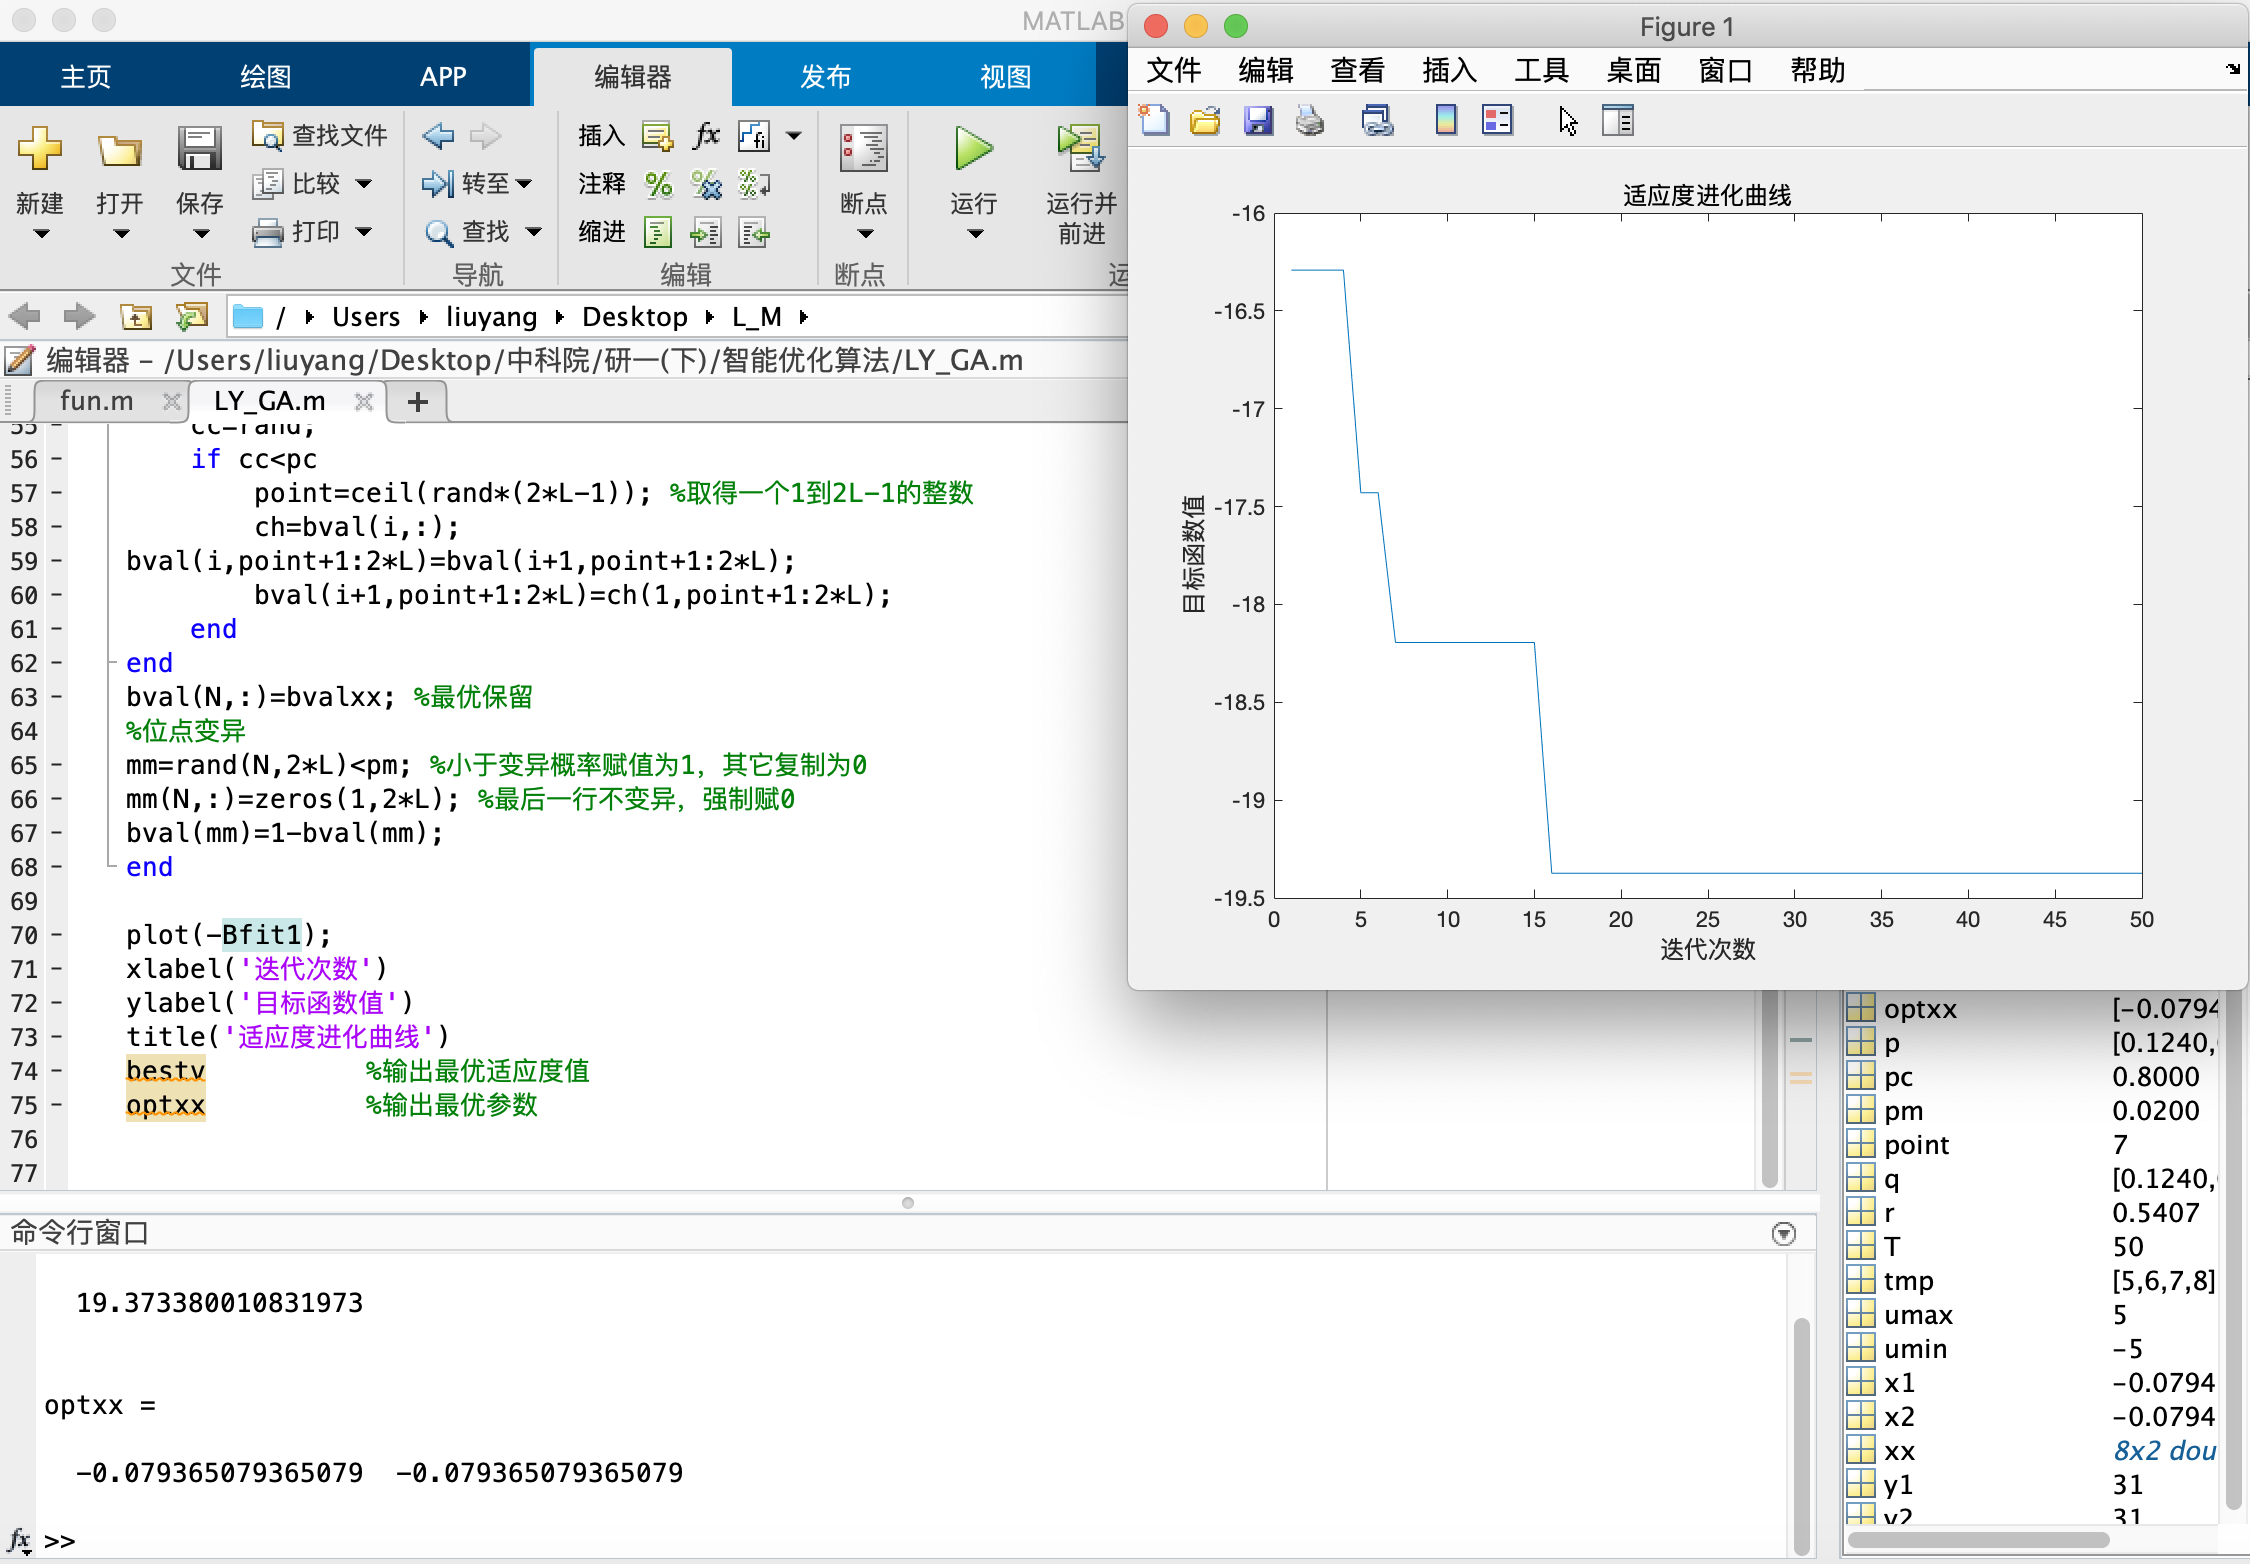 MATLAB
主页 绘图 APP 编辑器 发布 视图
查找文件
插入 fx fi
新建 打开 保存
比较
转至
注释
断点 运行 运行并
前进
打印
查找
缩进
文件 导航 编辑 断点
/ Users liuyang Desktop L_M
编辑器 - /Users/liuyang/Desktop/中科院/研一(下)/智能优化算法/LY_GA.m
fun.m LY_GA.m +
55 - cc=rand;
56 - if cc<pc
57 - point=ceil(rand*(2*L-1)); %取得一个1到2L-1的整数
58 - ch=bval(i,:);
59 - bval(i,point+1:2*L)=bval(i+1,point+1:2*L);
60 - bval(i+1,point+1:2*L)=ch(1,point+1:2*L);
61 - end
62 - end
63 - bval(N,:)=bvalxx; %最优保留
64 %位点变异
65 - mm=rand(N,2*L)<pm; %小于变异概率赋值为1，其它复制为0
66 - mm(N,:)=zeros(1,2*L); %最后一行不变异，强制赋0
67 - bval(mm)=1-bval(mm);
68 - end
69
70 - plot(-Bfit1);
71 - xlabel('迭代次数')
72 - ylabel('目标函数值')
73 - title('适应度进化曲线')
74 - bestv %输出最优适应度值
75 - optxx %输出最优参数
76
77
命令行窗口
19.373380010831973
optxx =
-0.079365079365079 -0.079365079365079
fx >>
Figure 1
文件 编辑 查看 插入 工具 桌面 窗口 帮助
适应度进化曲线
目标函数值
-16
-16.5
-17
-17.5
-18
-18.5
-19
-19.5
0 5 10 15 20 25 30 35 40 45 50
迭代次数
optxx [-0.0794
p [0.1240,
pc 0.8000
pm 0.0200
point 7
q [0.1240,
r 0.5407
T 50
tmp [5,6,7,8]
umax 5
umin -5
x1 -0.0794
x2 -0.0794
xx 8x2 dou
y1 31
y2 31